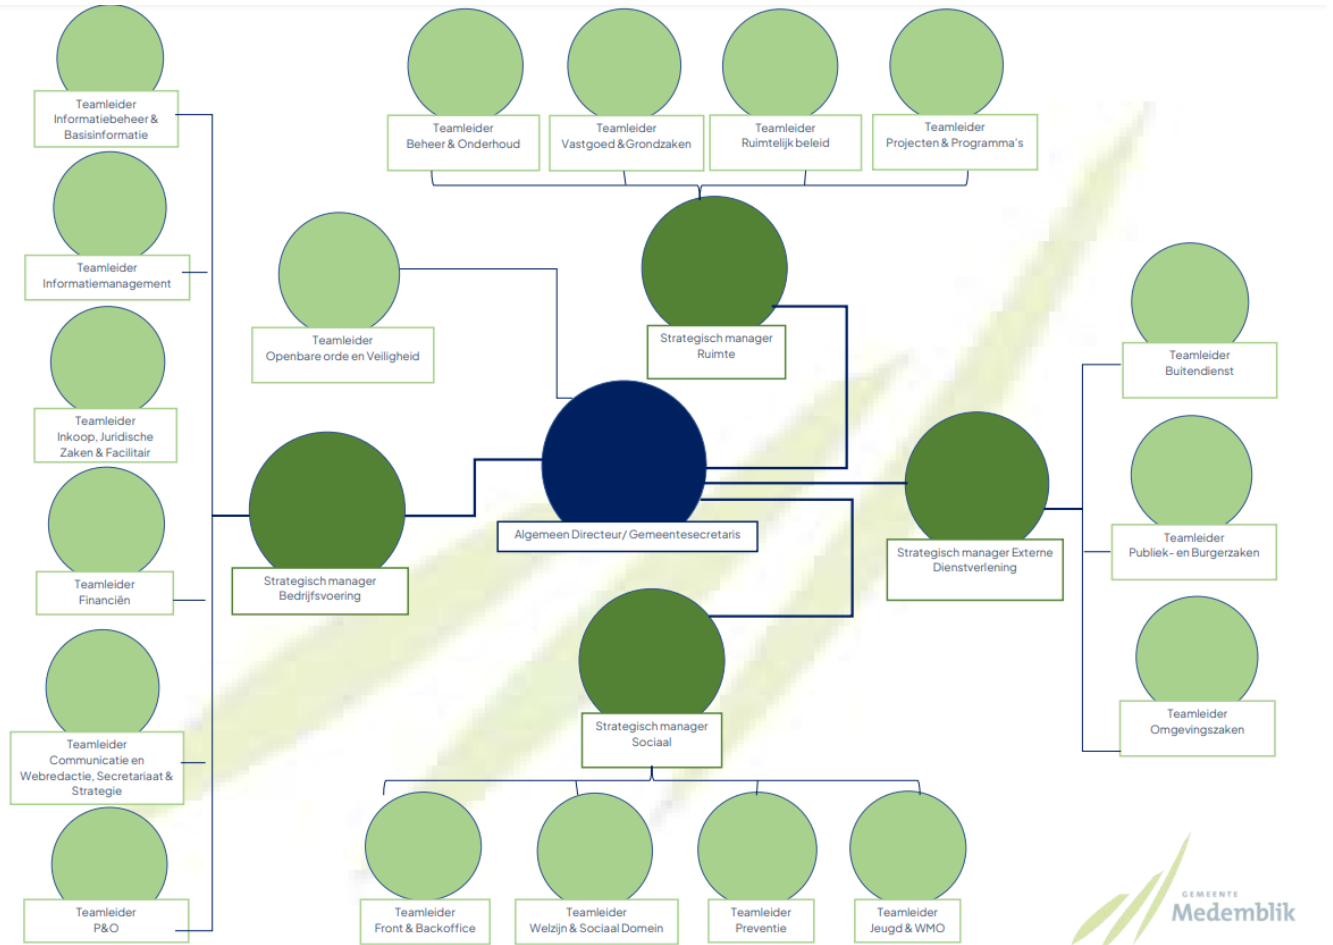 Teamleider
Informatiebeheer &
Basisinformatie
Teamleider
Informatiemanagement
Teamleider
Inkoop, Juridische
Zaken & Facilitair
Teamleider
Financiën
Teamleider
Communicatie en
Webredactie, Secretariaat &
Strategie
Teamleider
P&O
Teamleider
Beheer & Onderhoud
Teamleider
Vastgoed & Grondzaken
Teamleider
Ruimtelijk beleid
Teamleider
Projecten & Programma's
Teamleider
Openbare orde en Veiligheid
Strategisch manager
Ruimte
Algemeen Directeur/ Gemeentesecretaris
Strategisch manager
Bedrijfsvoering
Strategisch manager Externe
Dienstverlening
Strategisch manager
Sociaal
Teamleider
Buitendienst
Teamleider
Publiek- en Burgerzaken
Teamleider
Omgevingszaken
Teamleider
Front & Backoffice
Teamleider
Welzijn & Sociaal Domein
Teamleider
Preventie
Teamleider
Jeugd & WMO
GEMEENTE
Medemblik